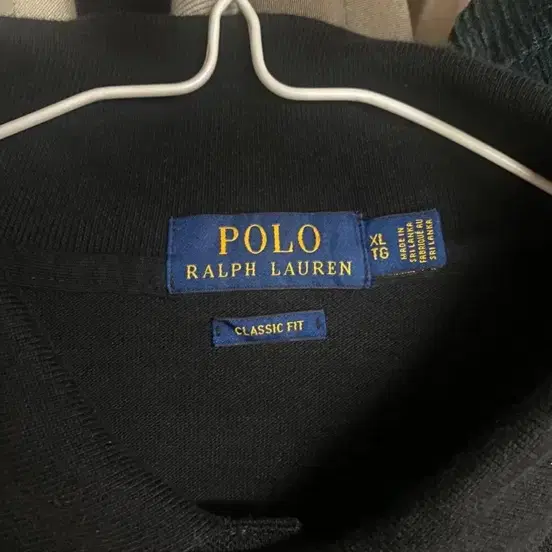 POLO
RALPH LAUREN
XL
TG
MADE IN
SRI LANKA
FABRIQUÉ AU
SRI LANKA
CLASSIC FIT